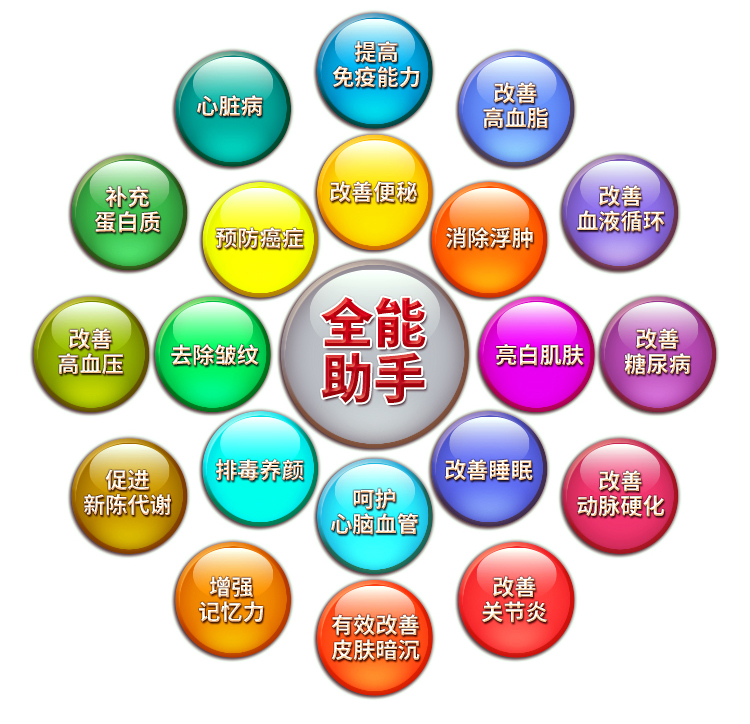 提高
免疫能力
心脏病
改善
高血脂
改善便秘
补充
蛋白质
预防癌症
消除浮肿
改善
血液循环
全能
助手
改善
高血压
去除皱纹
亮白肌肤
改善
糖尿病
排毒养颜
改善睡眠
促进
新陈代谢
呵护
心脑血管
改善
动脉硬化
增强
记忆力
有效改善
皮肤暗沉
改善
关节炎